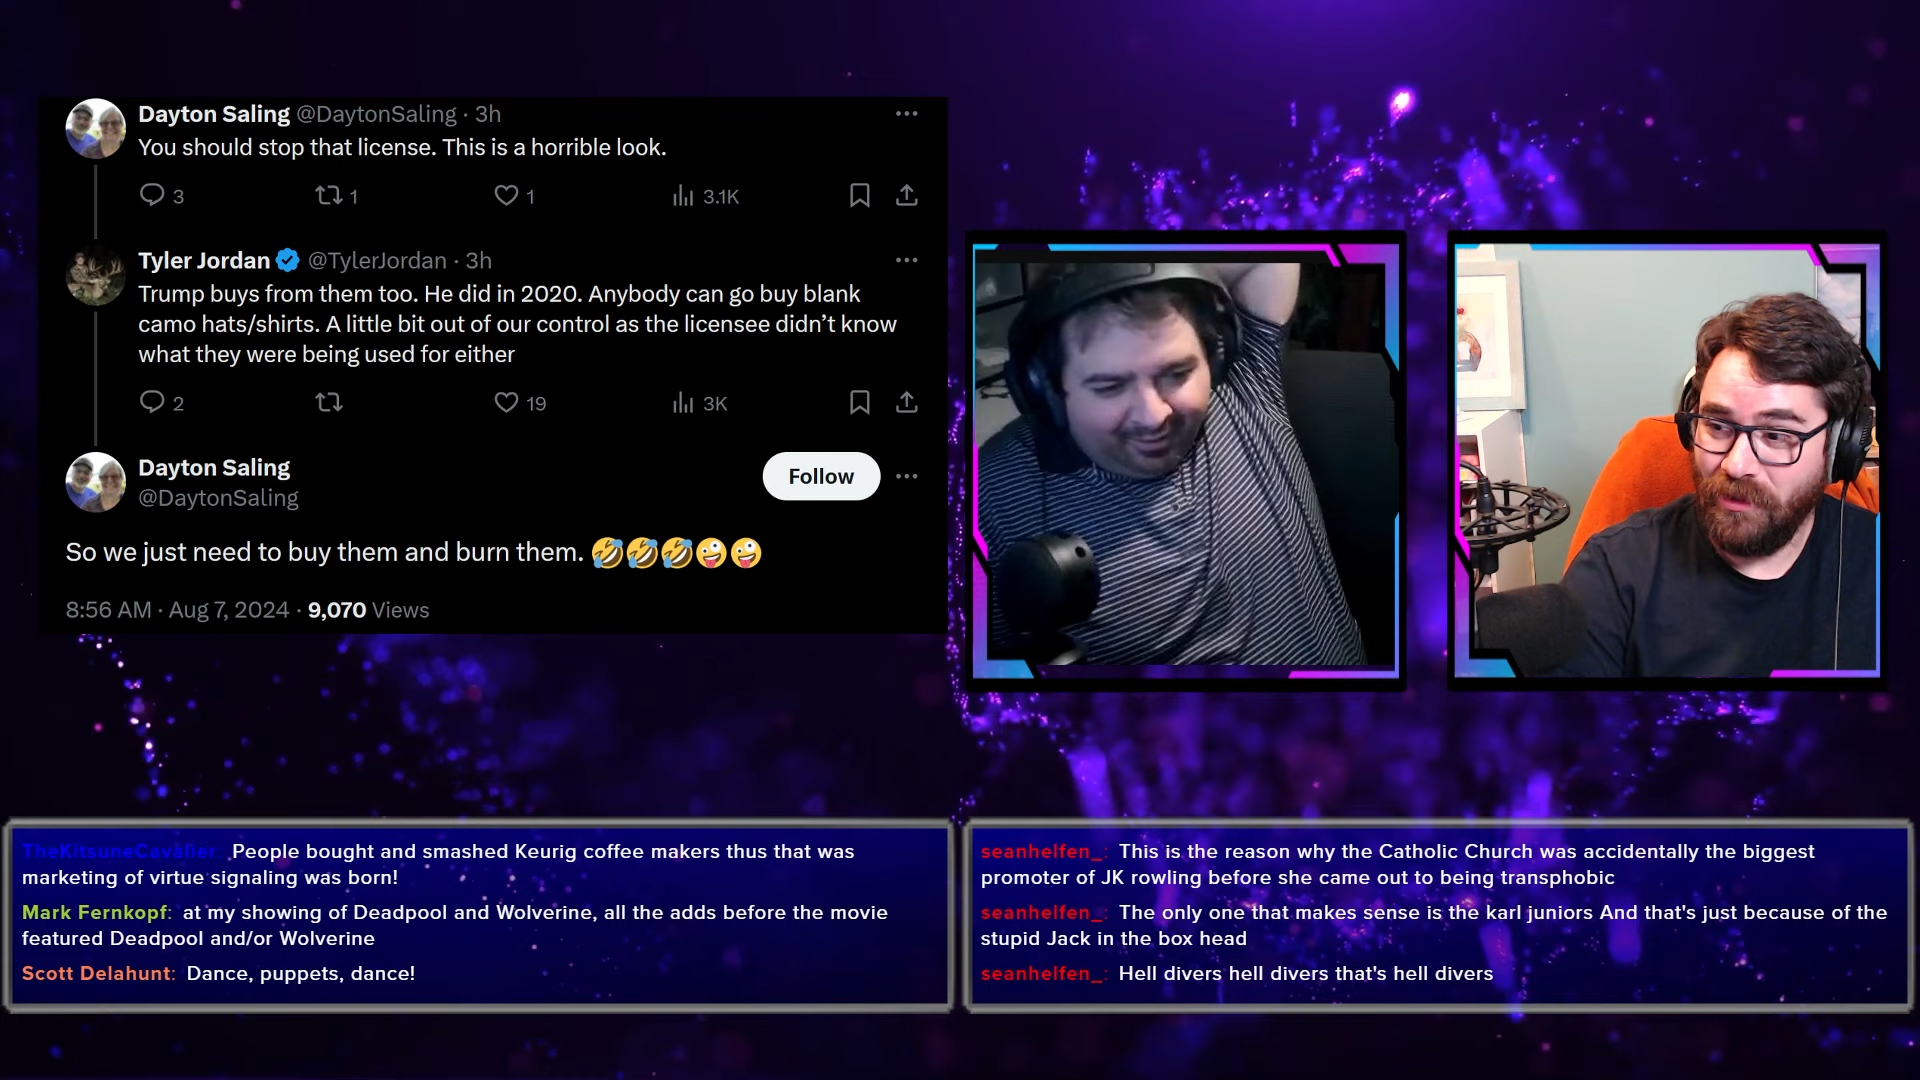 Dayton Saling @DaytonSaling · 3h
You should stop that license. This is a horrible look.
3 1 1 3.1K
Tyler Jordan @TylerJordan · 3h
Trump buys from them too. He did in 2020. Anybody can go buy blank
camo hats/shirts. A little bit out of our control as the licensee didn’t know
what they were being used for either
2 19 3K
Dayton Saling
@DaytonSaling
Follow
So we just need to buy them and burn them. 🤣🤣🤣🤪🤪
8:56 AM · Aug 7, 2024 · 9,070 Views
TheKitsuneCavalier: People bought and smashed Keurig coffee makers thus that was
marketing of virtue signaling was born!
Mark Fernkopf: at my showing of Deadpool and Wolverine, all the adds before the movie
featured Deadpool and/or Wolverine
Scott Delahunt: Dance, puppets, dance!
seanhelfen_: This is the reason why the Catholic Church was accidentally the biggest
promoter of JK rowling before she came out to being transphobic
seanhelfen_: The only one that makes sense is the karl juniors And that's just because of the
stupid Jack in the box head
seanhelfen_: Hell divers hell divers that's hell divers